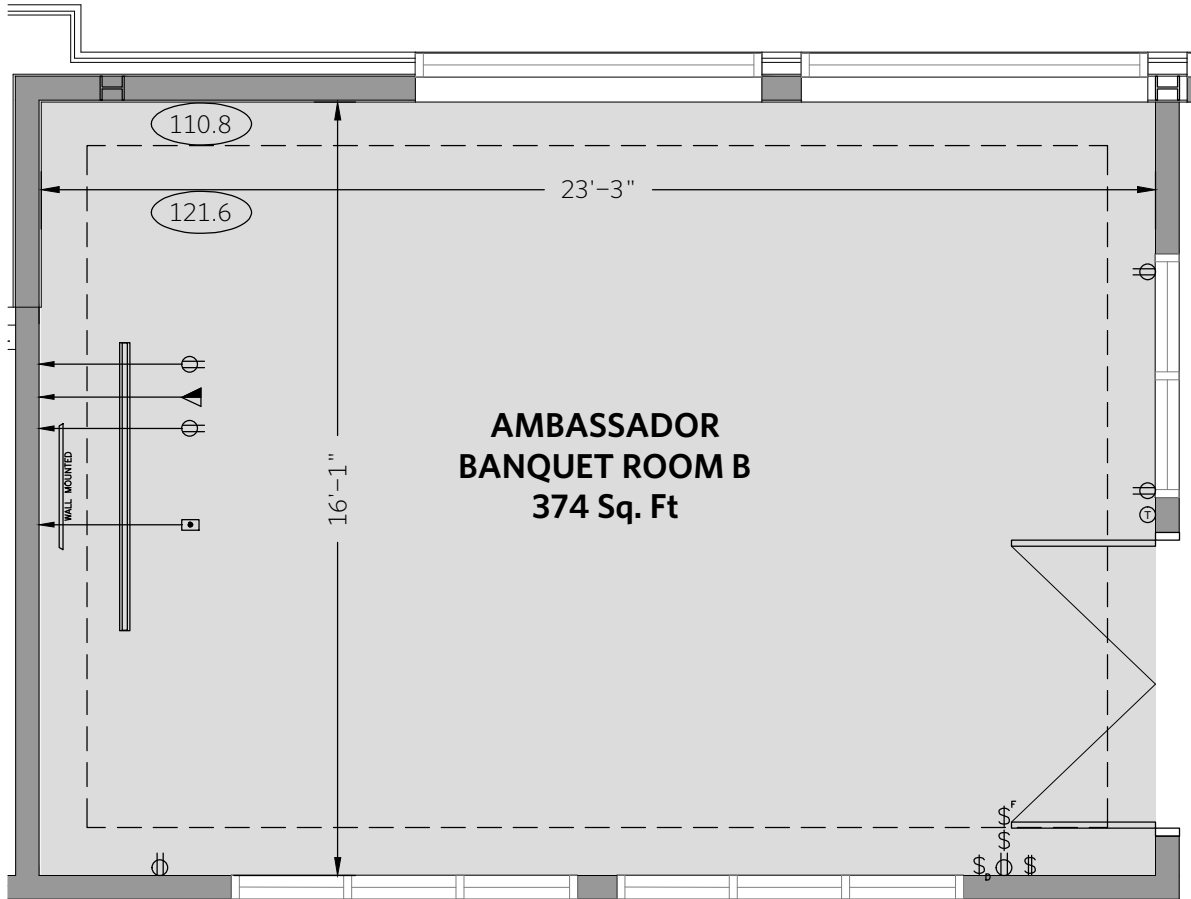 110.8
23'-3"
121.6
AMBASSADOR
BANQUET ROOM B
374 Sq. Ft
WALL MOUNTED
16'-1"
T
$F
$
$D
$